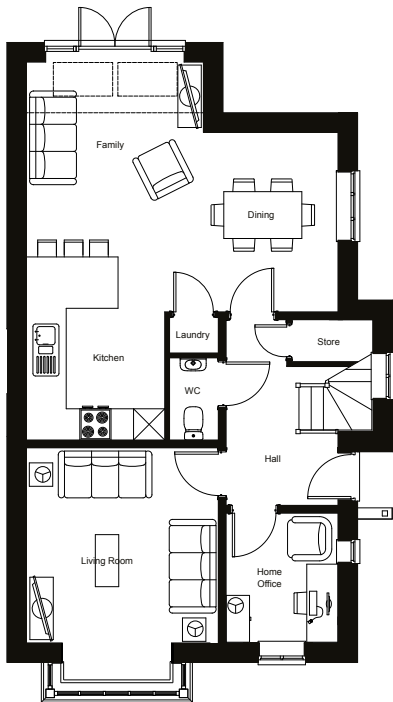 Family
Dining
Laundry
Store
Kitchen
WC
Hall
Living Room
Home
Office